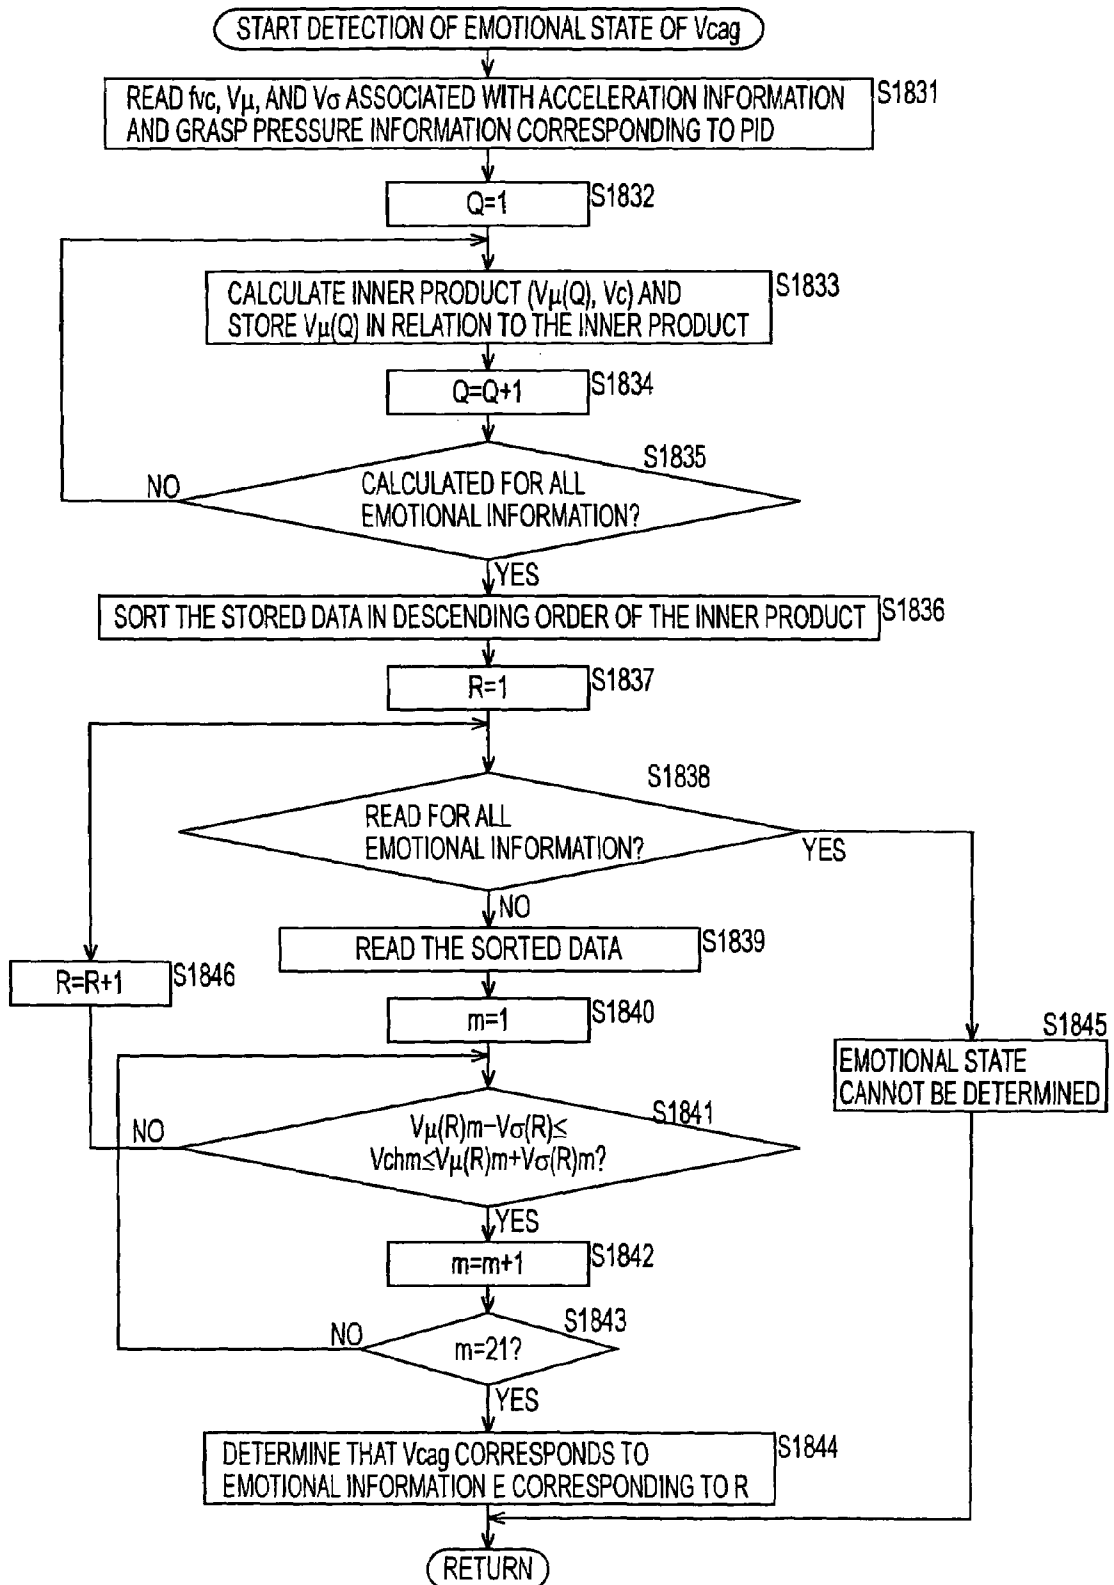 START DETECTION OF EMOTIONAL STATE OF Vcag
READ fvc, Vμ, AND Vσ ASSOCIATED WITH ACCELERATION INFORMATION
AND GRASP PRESSURE INFORMATION CORRESPONDING TO PID
S1831
Q=1
S1832
CALCULATE INNER PRODUCT (Vμ(Q), Vc) AND
STORE Vμ(Q) IN RELATION TO THE INNER PRODUCT
S1833
Q=Q+1
S1834
S1835
CALCULATED FOR ALL
EMOTIONAL INFORMATION?
NO
YES
SORT THE STORED DATA IN DESCENDING ORDER OF THE INNER PRODUCT
S1836
R=1
S1837
S1838
READ FOR ALL
EMOTIONAL INFORMATION?
YES
NO
READ THE SORTED DATA
S1839
R=R+1
S1846
m=1
S1840
S1845
EMOTIONAL STATE
CANNOT BE DETERMINED
S1841
Vμ(R)m−Vσ(R)≤
Vchm≤Vμ(R)m+Vσ(R)m?
NO
YES
m=m+1
S1842
S1843
m=21?
NO
YES
DETERMINE THAT Vcag CORRESPONDS TO
EMOTIONAL INFORMATION E CORRESPONDING TO R
S1844
RETURN